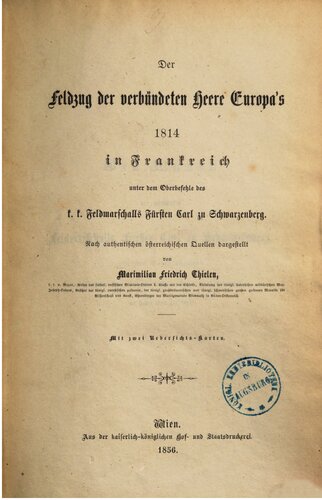 Der
Feldzug der verbündeten Heere Europa's
1814
in Frankreich
unter dem Oberbefehle des
k. k. Feldmarschalls Fürsten Carl zu Schwarzenberg.
Nach authentischen österreichischen Quellen dargestellt
von
Maximilian Friedrich Thielen,
Mit zwei Uebersichts-Karten.
IN
AUGSBURG
Wien.
Aus der kaiserlich-königlichen Hof- und Staatsdruckerei.
1856.